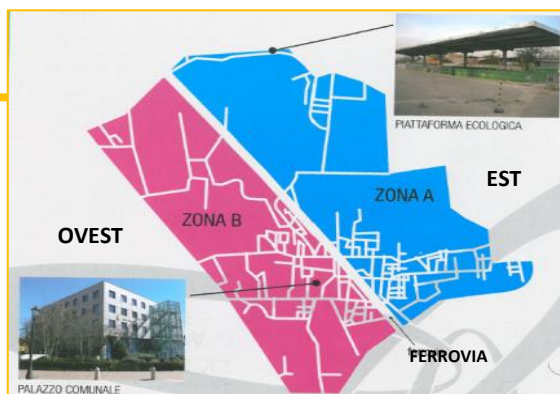 PIATTAFORMA ECOLOGICA
EST
ZONA A
ZONA B
OVEST
FERROVIA
PALAZZO COMUNALE